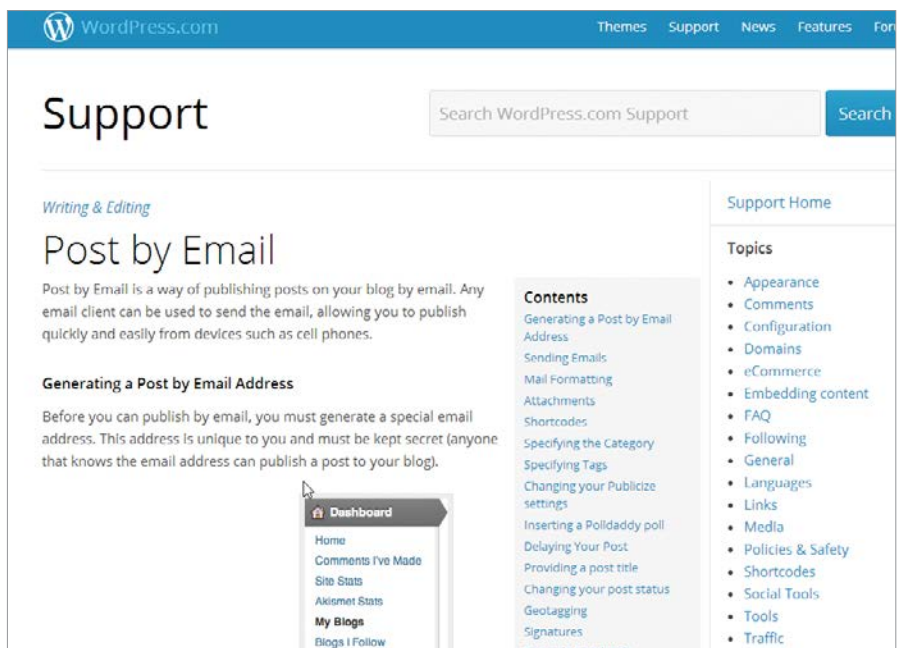 WordPress.com
Themes Support News Features
Support
Search WordPress.com Support
Search
Writing & Editing
Post by Email
Post by Email is a way of publishing posts on your blog by email. Any
email client can be used to send the email, allowing you to publish
quickly and easily from devices such as cell phones.
Generating a Post by Email Address
Before you can publish by email, you must generate a special email
address. This address is unique to you and must be kept secret (anyone
that knows the email address can publish a post to your blog).
Dashboard
Home
Comments I've Made
Site Stats
Akismet Stats
My Blogs
Blogs I Follow
Contents
Generating a Post by Email
Address
Sending Emails
Mail Formatting
Attachments
Shortcodes
Specifying the Category
Specifying Tags
Changing your Publicize
settings
Inserting a Polldaddy poll
Delaying Your Post
Providing a post title
Changing your post status
Geotagging
Signatures
Support Home
Topics
Appearance
Comments
Configuration
Domains
eCommerce
Embedding content
FAQ
Following
General
Languages
Links
Media
Policies & Safety
Shortcodes
Social Tools
Tools
Traffic